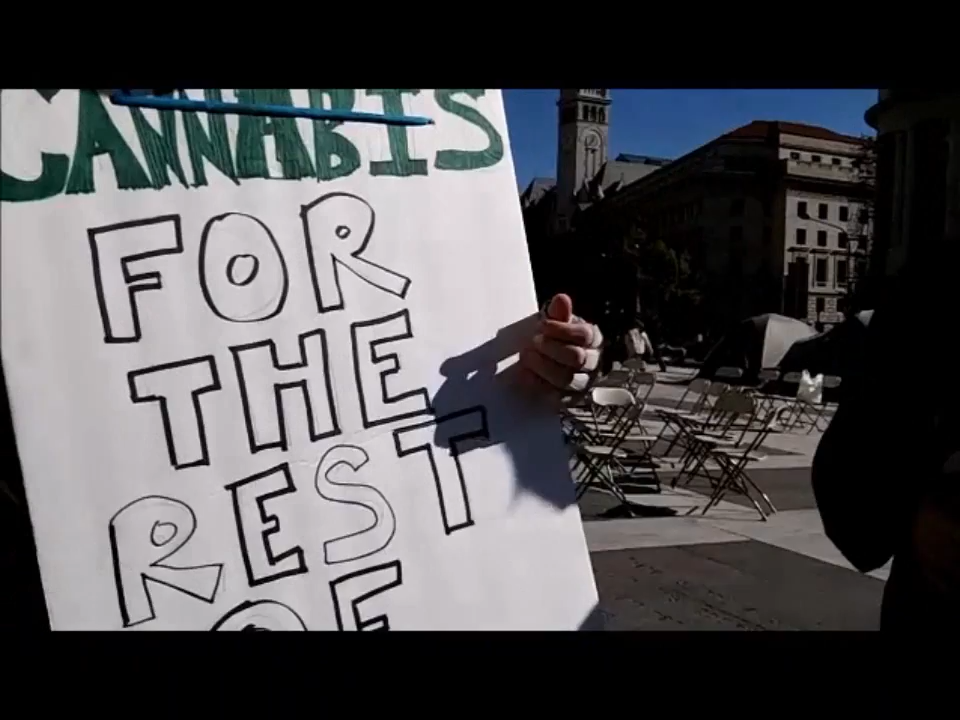 CANNABIS
FOR
THE
REST
OF